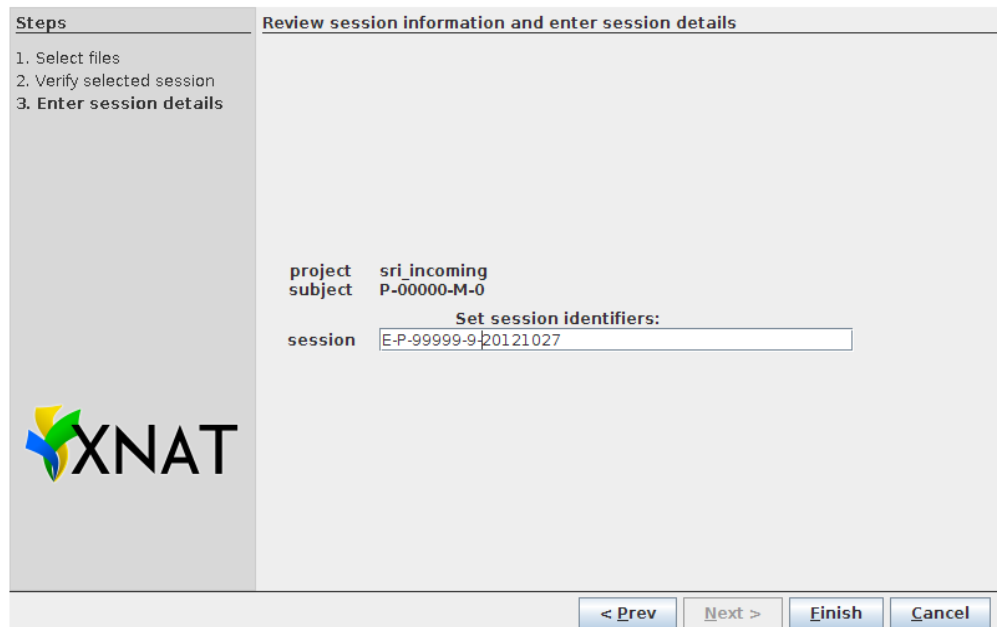 Steps
1. Select files
2. Verify selected session
3. Enter session details
XNAT
Review session information and enter session details
project sri_incoming
subject P-00000-M-0
Set session identifiers:
session E-P-99999-9-20121027
< Prev Next > Finish Cancel